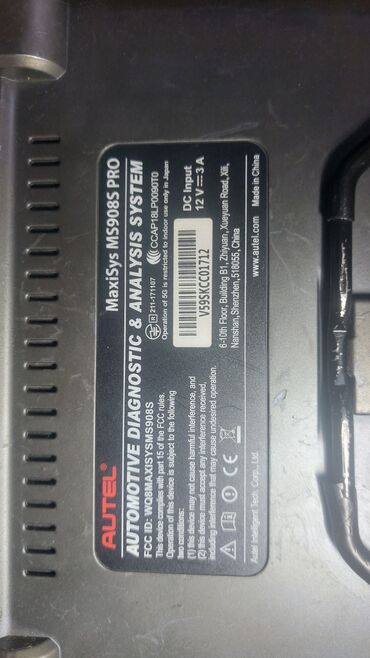 AUTEL
MaxiSys MS908S PRO
AUTOMOTIVE DIAGNOSTIC & ANALYSIS SYSTEM
FCC ID: WQ8MAXISYSMS908S
R 211-171107
CCAP18LP0090T0
This device complies with part 15 of the FCC rules.
Operation of 5G is restricted to indoor use only in Japan
Operation of this device is subject to the following
two conditions:
(1) this device may not cause harmful interference, and
(2) this device must accept any interference received,
including interference that may cause undesired operation.
DC Input
12 V 3 A
V59SKCC01712
CE
6-10th Floor, Building B1, Zhiyuan, Xueyuan Road, Xili,
Nanshan, Shenzhen, 518055, China
Autel Intelligent Tech. Corp., Ltd.
www.autel.com
Made in China